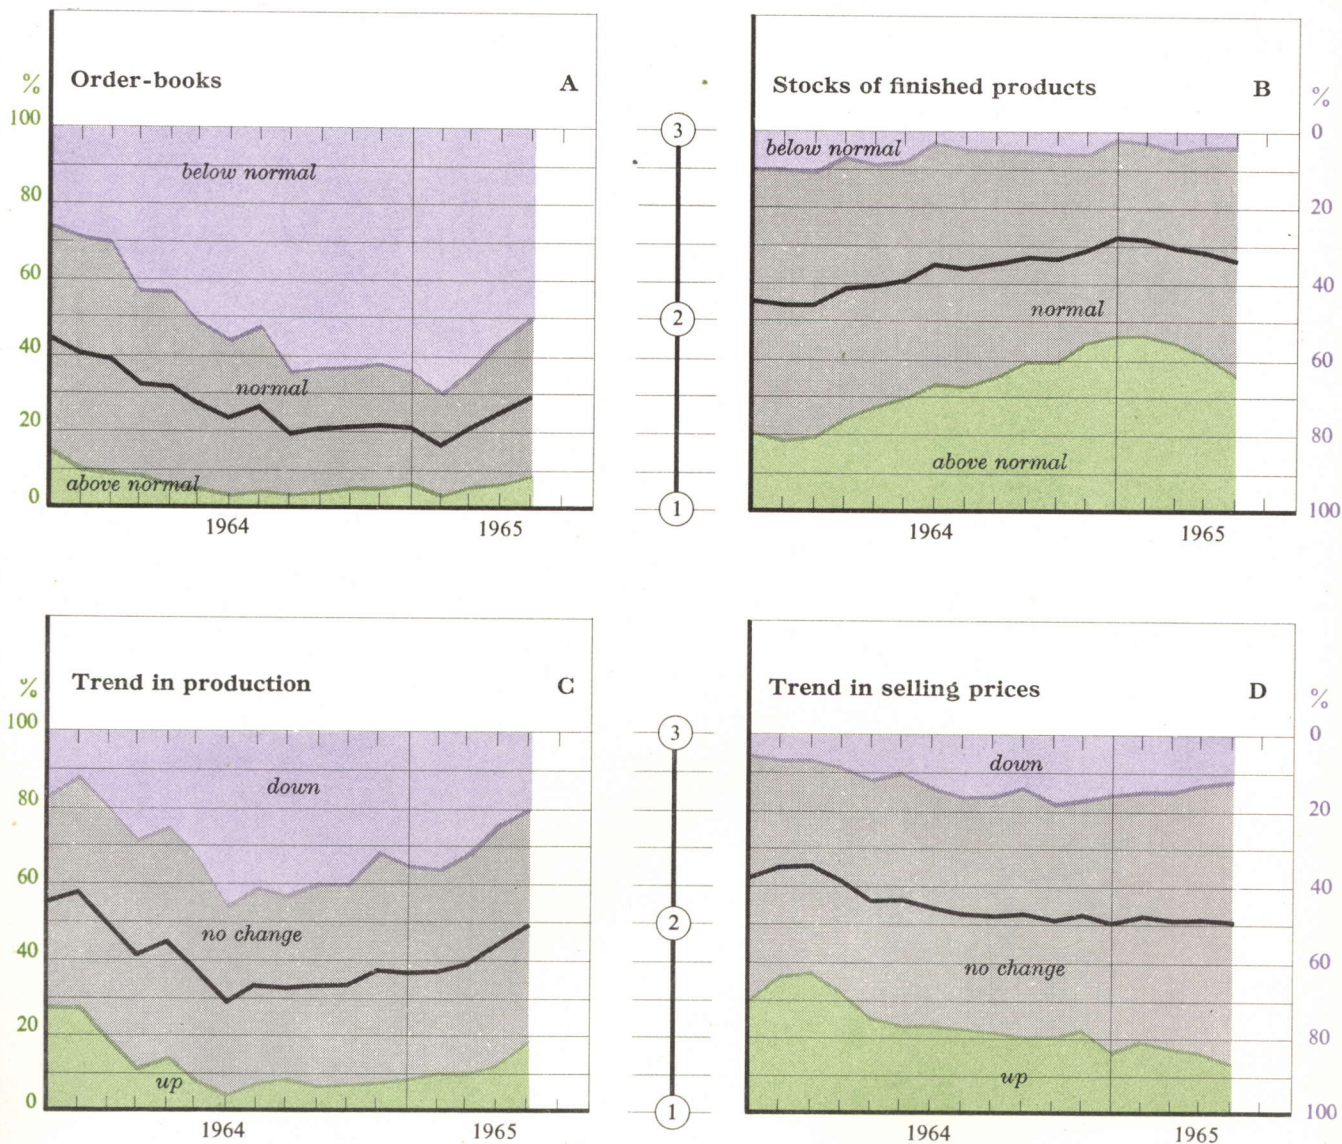 Order-books A
%
100
below normal
80
60
40
normal
20
above normal
0
1964 1965
3
2
1
Stocks of finished products B
%
below normal
0
20
40
normal
60
80
above normal
100
1964 1965
Trend in production C
%
100
down
80
60
no change
40
20
up
0
1964 1965
3
2
1
Trend in selling prices D
%
0
down
20
40
no change
60
80
up
100
1964 1965